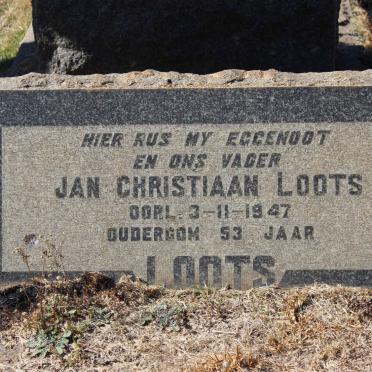 HIER RUS MY EGGENOOT
EN ONS VADER
JAN CHRISTIAAN LOOTS
OORL. 3-11-1947
OUDERDOM 53 JAAR
LOOTS